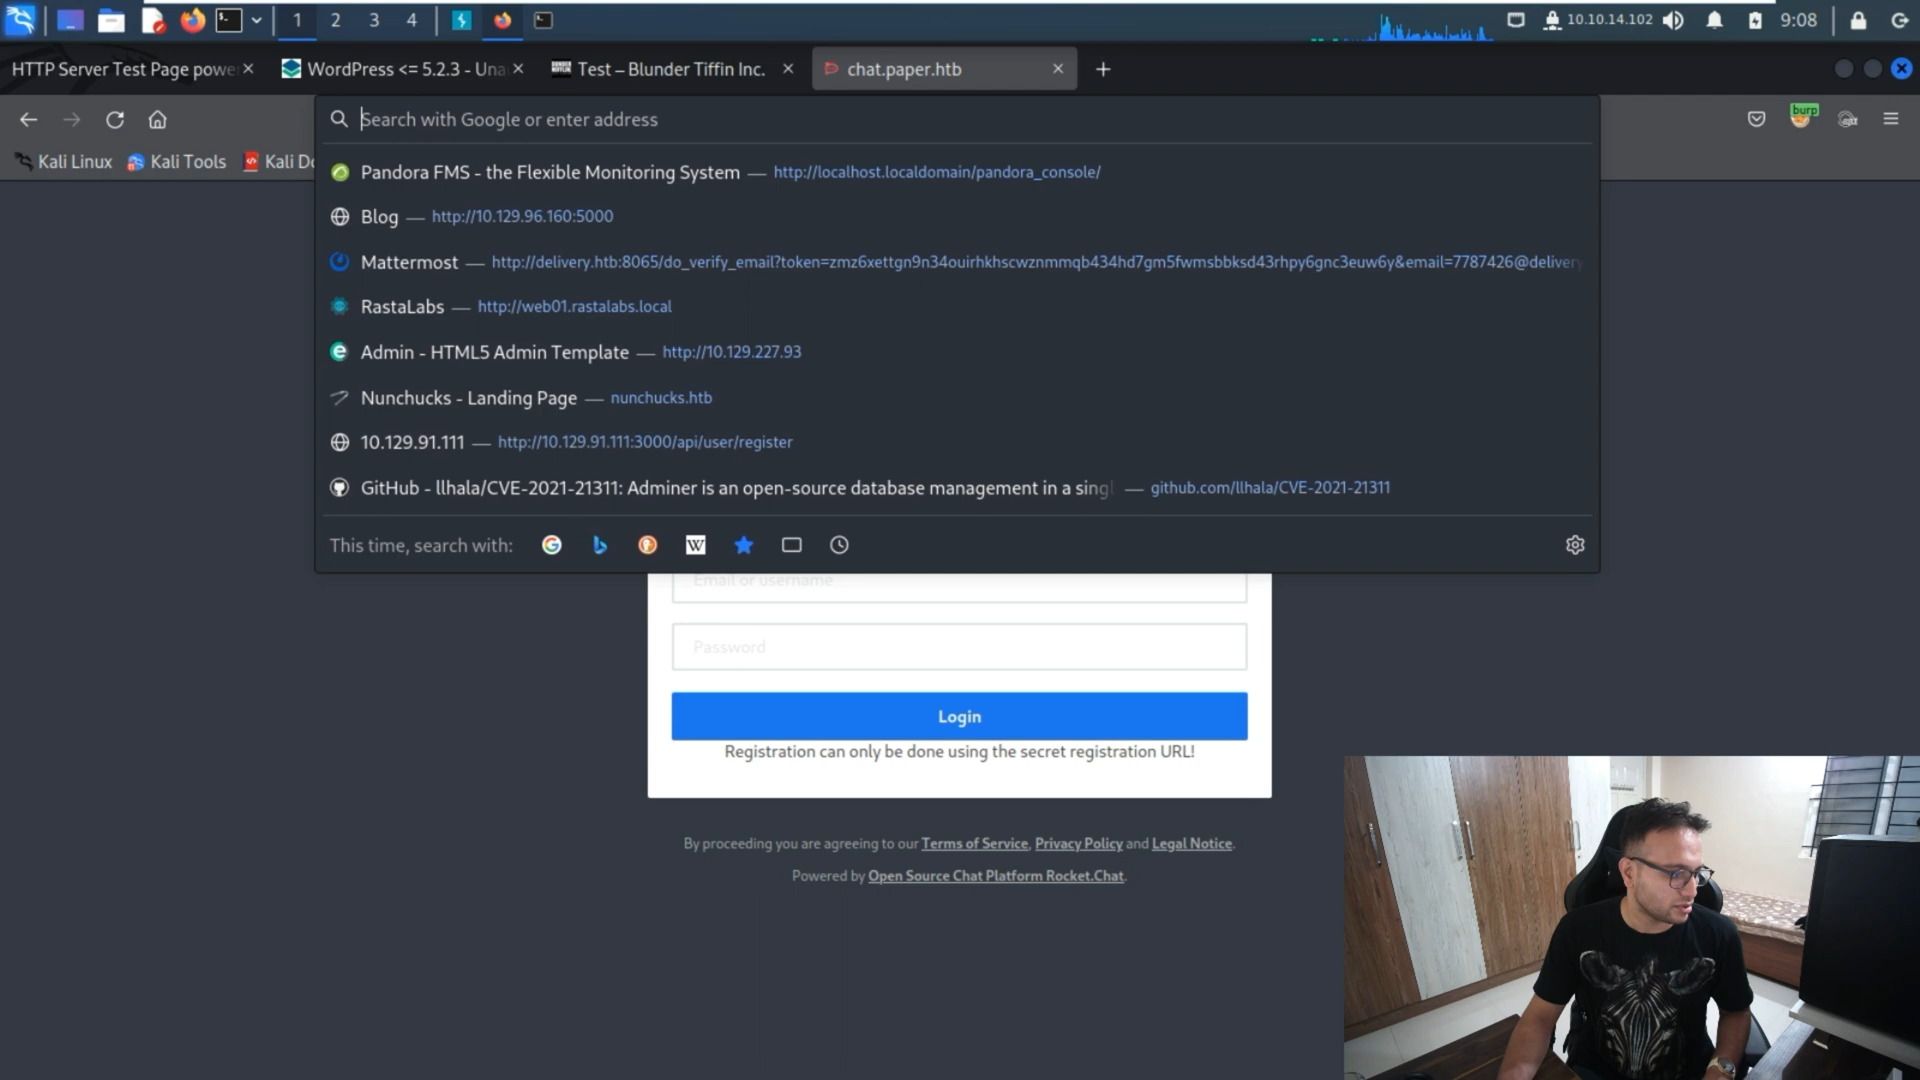 1 2 3 4 10.10.14.102 9:08
HTTP Server Test Page powe WordPress <= 5.2.3 - Una Test – Blunder Tiffin Inc. chat.paper.htb
Search with Google or enter address
burp
Kali Linux Kali Tools Kali Do
Pandora FMS - the Flexible Monitoring System — http://localhost.localdomain/pandora_console/
Blog — http://10.129.96.160:5000
Mattermost — http://delivery.htb:8065/do_verify_email?token=zmz6xettgn9n34ouirhkhscwznmmqb434hd7gm5fwmsbbksd43rhpy6gnc3euw6y&email=7787426@delivery
RastaLabs — http://web01.rastalabs.local
Admin - HTML5 Admin Template — http://10.129.227.93
Nunchucks - Landing Page — nunchucks.htb
10.129.91.111 — http://10.129.91.111:3000/api/user/register
GitHub - llhala/CVE-2021-21311: Adminer is an open-source database management in a singl — github.com/llhala/CVE-2021-21311
This time, search with:
Email or username
Password
Login
Registration can only be done using the secret registration URL!
By proceeding you are agreeing to our Terms of Service, Privacy Policy and Legal Notice.
Powered by Open Source Chat Platform Rocket.Chat.